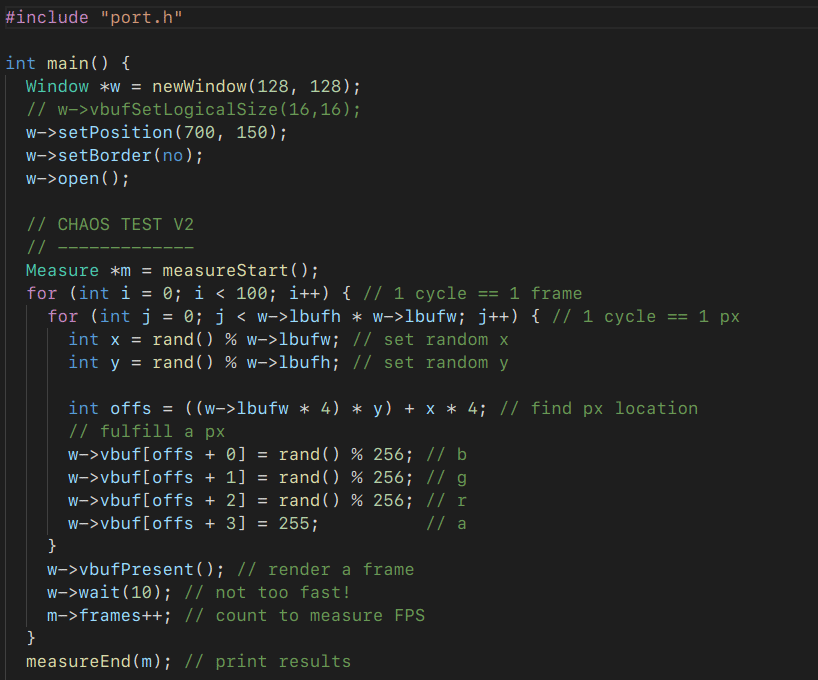 #include "port.h"
int main() {
Window *w = newWindow(128, 128);
// w->vbufSetLogicalSize(16,16);
w->setPosition(700, 150);
w->setBorder(no);
w->open();
// CHAOS TEST V2
// -------------
Measure *m = measureStart();
for (int i = 0; i < 100; i++) { // 1 cycle == 1 frame
for (int j = 0; j < w->lbufh * w->lbufw; j++) { // 1 cycle == 1 px
int x = rand() % w->lbufw; // set random x
int y = rand() % w->lbufh; // set random y
int offs = ((w->lbufw * 4) * y) + x * 4; // find px location
// fulfill a px
w->vbuf[offs + 0] = rand() % 256; // b
w->vbuf[offs + 1] = rand() % 256; // g
w->vbuf[offs + 2] = rand() % 256; // r
w->vbuf[offs + 3] = 255; // a
}
w->vbufPresent(); // render a frame
w->wait(10); // not too fast!
m->frames++; // count to measure FPS
}
measureEnd(m); // print results